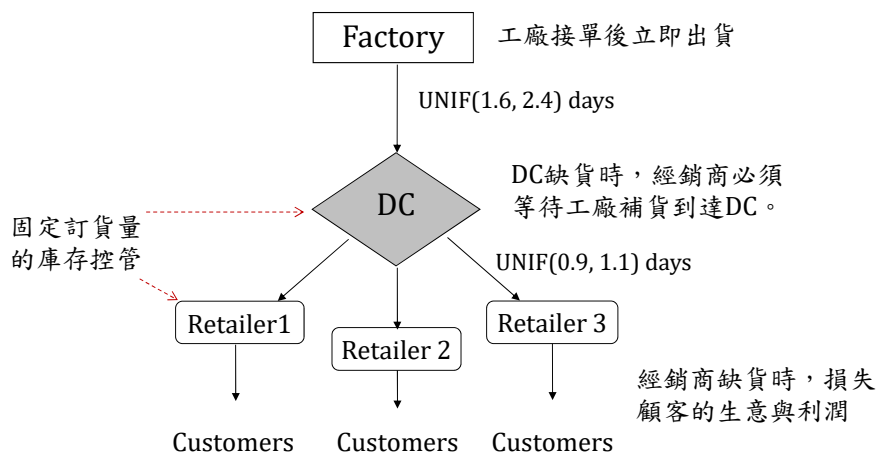 Factory
工廠接單後立即出貨
UNIF(1.6, 2.4) days
DC
DC缺貨時，經銷商必須
等待工廠補貨到達DC。
固定訂貨量
的庫存控管
UNIF(0.9, 1.1) days
Retailer1
Retailer 2
Retailer 3
經銷商缺貨時，損失
顧客的生意與利潤
Customers
Customers
Customers